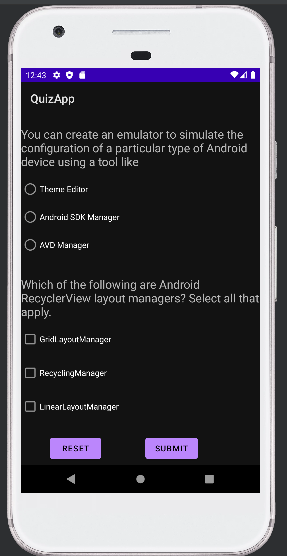 12:43
QuizApp
You can create an emulator to simulate the
configuration of a particular type of Android
device using a tool like
Theme Editor
Android SDK Manager
AVD Manager
Which of the following are Android
RecyclerView layout managers? Select all that
apply.
GridLayoutManager
RecyclingManager
LinearLayoutManager
RESET SUBMIT